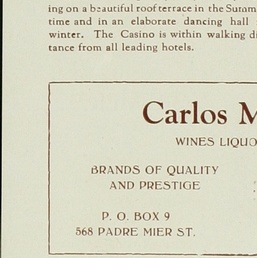 ing on a beautiful roof terrace in the Summ
time and in an elaborate dancing hall
winter. The Casino is within walking di
tance from all leading hotels.
Carlos M
WINES LIQUO
BRANDS OF QUALITY
AND PRESTIGE
P. O. BOX 9
568 PADRE MIER ST.